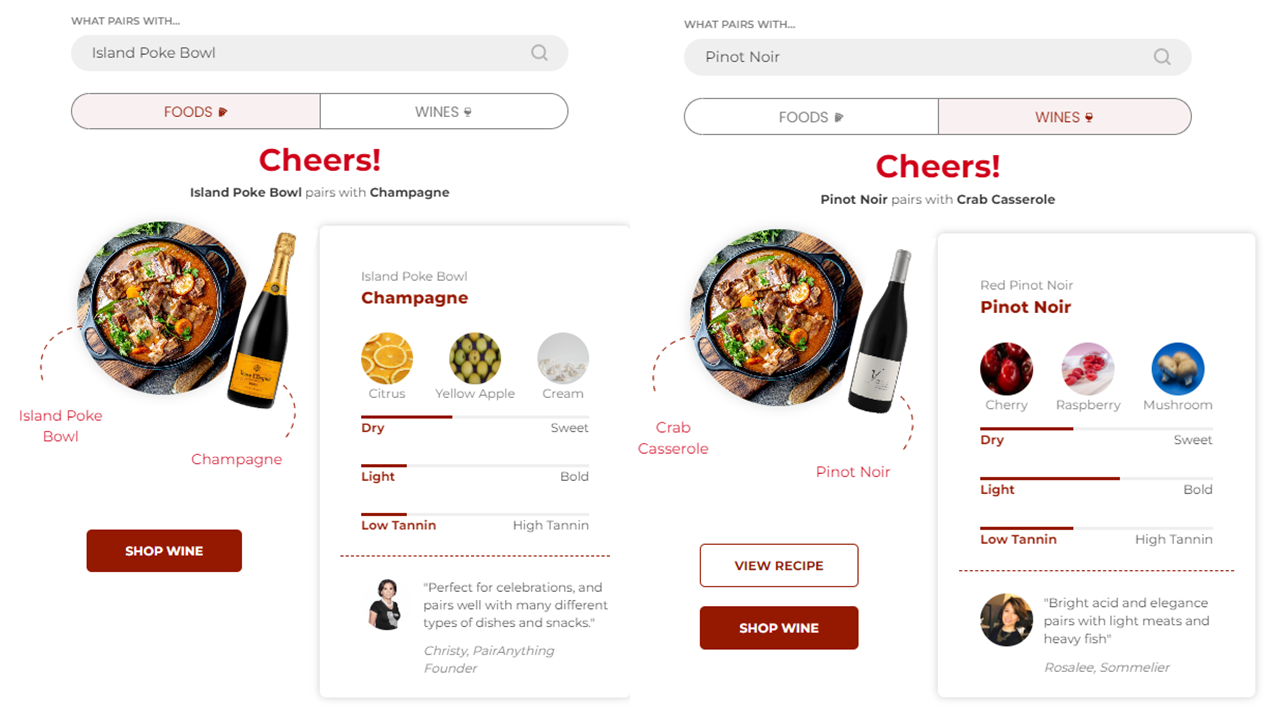 WHAT PAIRS WITH...
Island Poke Bowl
FOODS
WINES
Cheers!
Island Poke Bowl pairs with Champagne
Island Poke Bowl
Champagne
Citrus
Yellow Apple
Cream
Dry
Sweet
Light
Bold
Low Tannin
High Tannin
Island Poke
Bowl
Champagne
SHOP WINE
"Perfect for celebrations, and
pairs well with many different
types of dishes and snacks."
Christy, PairAnything
Founder
WHAT PAIRS WITH...
Pinot Noir
FOODS
WINES
Cheers!
Pinot Noir pairs with Crab Casserole
Red Pinot Noir
Pinot Noir
Cherry
Raspberry
Mushroom
Dry
Sweet
Light
Bold
Low Tannin
High Tannin
Crab
Casserole
Pinot Noir
VIEW RECIPE
SHOP WINE
"Bright acid and elegance
pairs with light meats and
heavy fish"
Rosalee, Sommelier